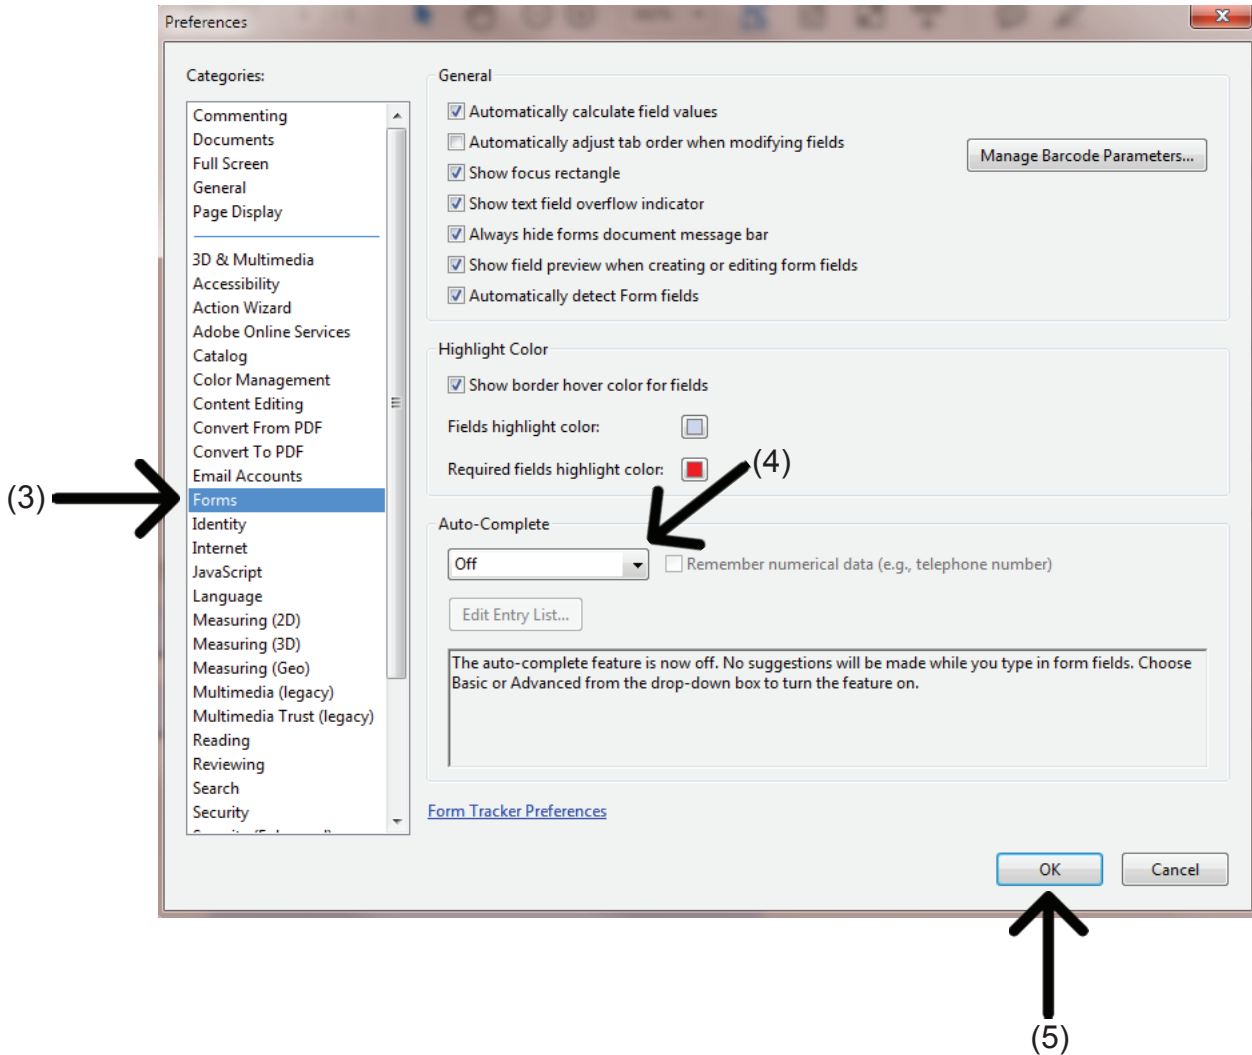 Preferences
Categories:
Commenting
Documents
Full Screen
General
Page Display
3D & Multimedia
Accessibility
Action Wizard
Adobe Online Services
Catalog
Color Management
Content Editing
Convert From PDF
Convert To PDF
Email Accounts
(3)
Forms
Identity
Internet
JavaScript
Language
Measuring (2D)
Measuring (3D)
Measuring (Geo)
Multimedia (legacy)
Multimedia Trust (legacy)
Reading
Reviewing
Search
Security
General
Automatically calculate field values
Automatically adjust tab order when modifying fields
Manage Barcode Parameters...
Show focus rectangle
Show text field overflow indicator
Always hide forms document message bar
Show field preview when creating or editing form fields
Automatically detect Form fields
Highlight Color
Show border hover color for fields
Fields highlight color:
Required fields highlight color:
(4)
Auto-Complete
Off
Remember numerical data (e.g., telephone number)
Edit Entry List...
The auto-complete feature is now off. No suggestions will be made while you type in form fields. Choose
Basic or Advanced from the drop-down box to turn the feature on.
Form Tracker Preferences
OK
Cancel
(5)